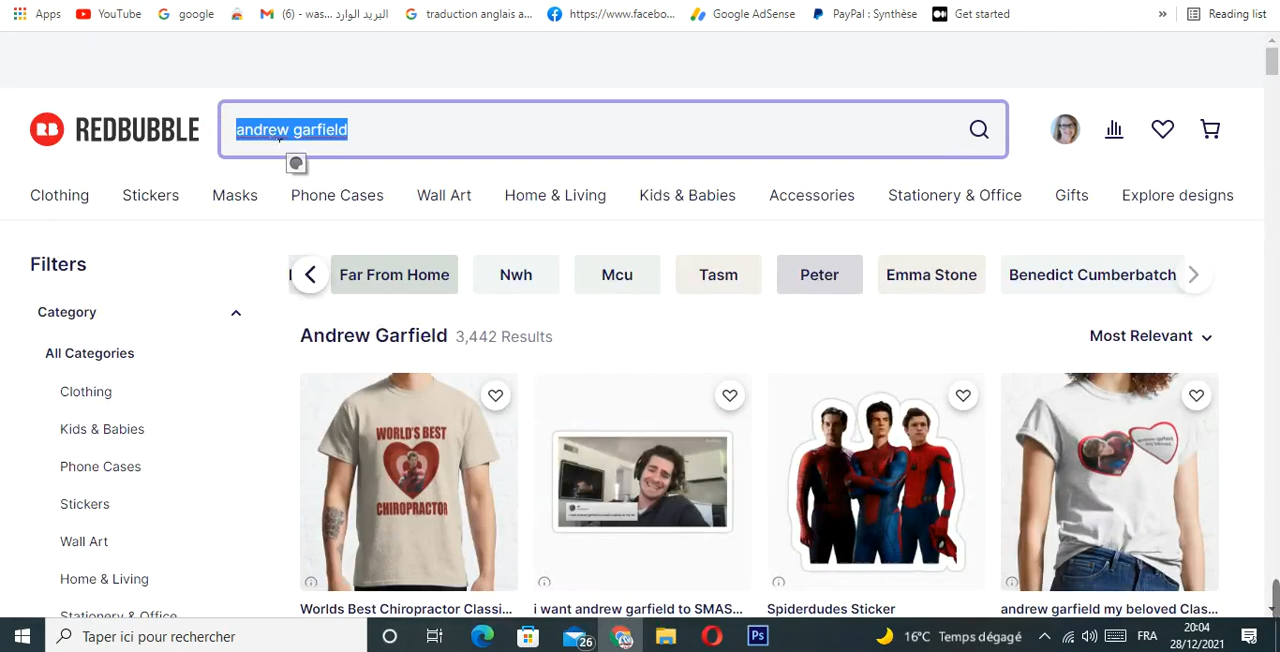 Apps YouTube google (6) - was... البريد الوارد traduction anglais a... https://www.facebo... Google AdSense PayPal : Synthèse Get started » Reading list
RB REDBUBBLE andrew garfield
Clothing Stickers Masks Phone Cases Wall Art Home & Living Kids & Babies Accessories Stationery & Office Gifts Explore designs
Filters
Far From Home Nwh Mcu Tasm Peter Emma Stone Benedict Cumberbatch
Category
Andrew Garfield 3,442 Results Most Relevant
All Categories
Clothing
Kids & Babies
Phone Cases
Stickers
Wall Art
Home & Living
Stationery & Office
WORLD'S BEST
CHIROPRACTOR
Worlds Best Chiropractor Classi... i want andrew garfield to SMAS... Spiderdudes Sticker andrew garfield my beloved Clas...
Taper ici pour rechercher 26 Ps 16°C Temps dégagé FRA 20:04
28/12/2021